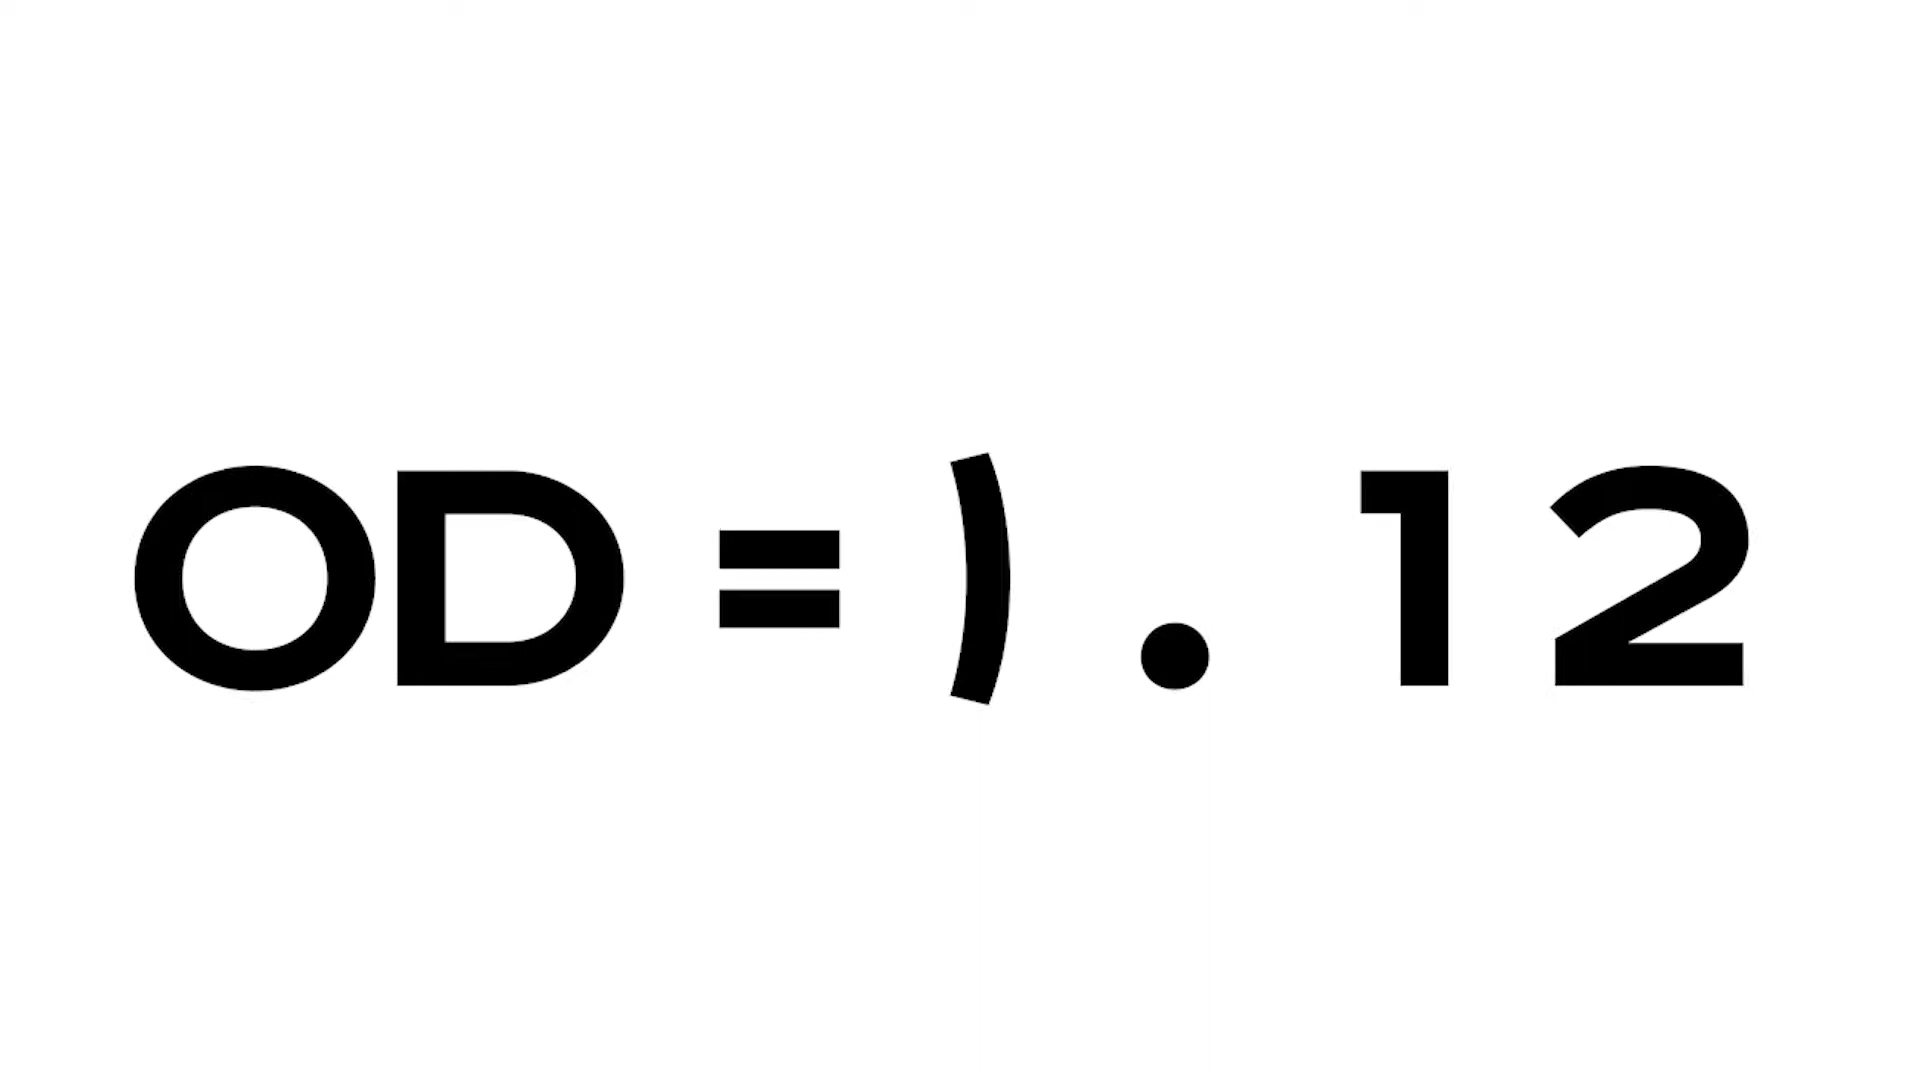 OD = ) . 12